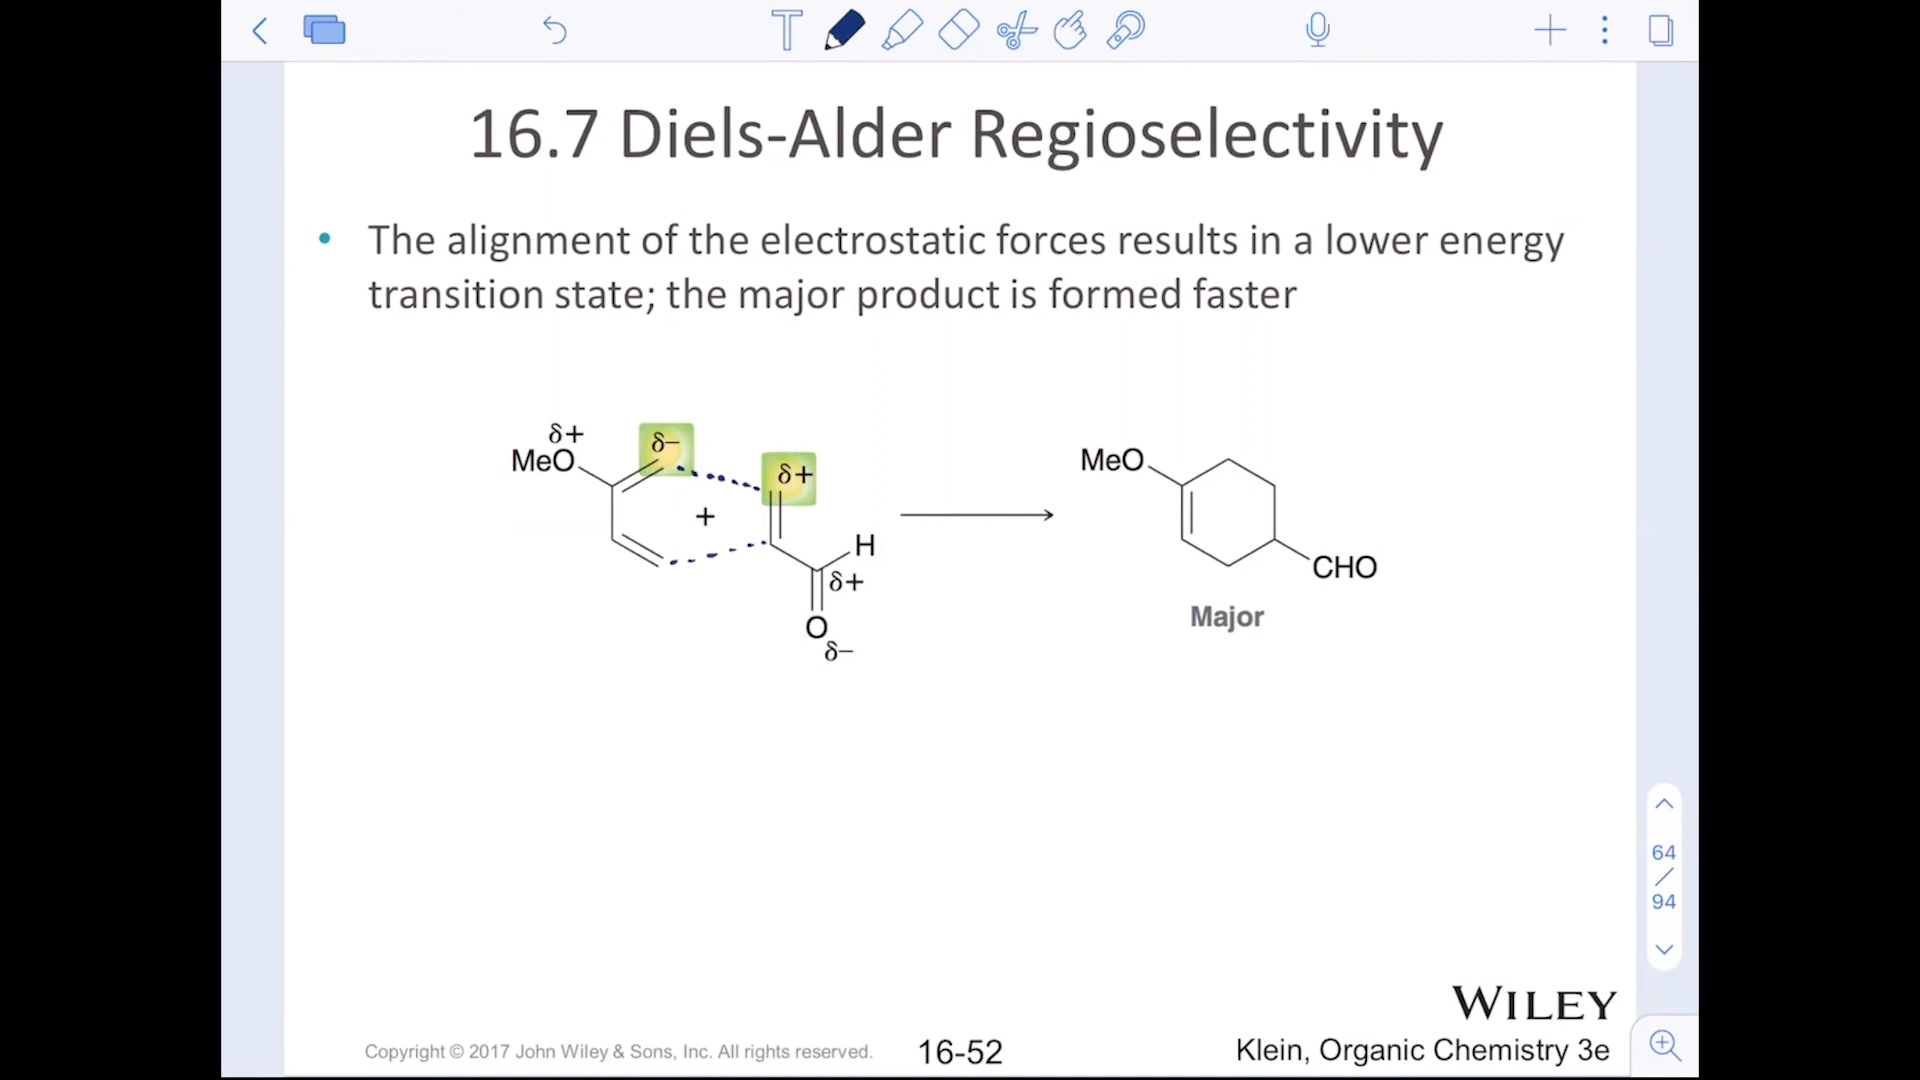 16.7 Diels-Alder Regioselectivity
• The alignment of the electrostatic forces results in a lower energy
transition state; the major product is formed faster
δ+
MeO
δ–
δ+
+
H
δ+
O
δ–
MeO
CHO
Major
64
/
94
WILEY
Copyright © 2017 John Wiley & Sons, Inc. All rights reserved.
16-52
Klein, Organic Chemistry 3e